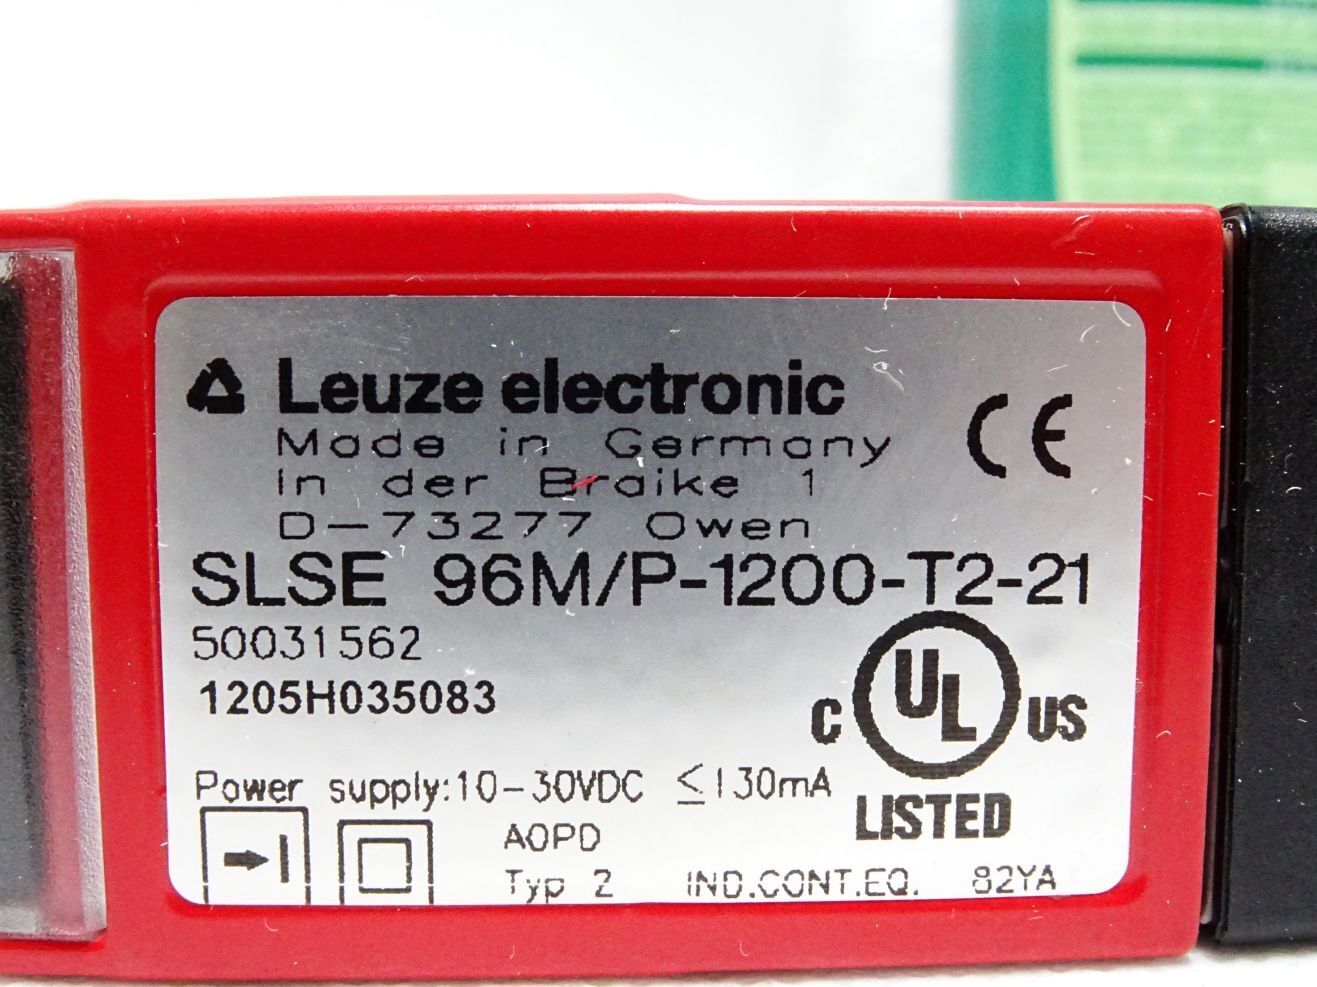 Leuze electronic
Made in Germany
In der Braike 1
D-73277 Owen
CE
SLSE 96M/P-1200-T2-21
50031562
1205H035083
C UL US
LISTED
Power supply:10-30VDC ≤130mA
AOPD
Typ 2 IND.CONT.EQ. 82YA